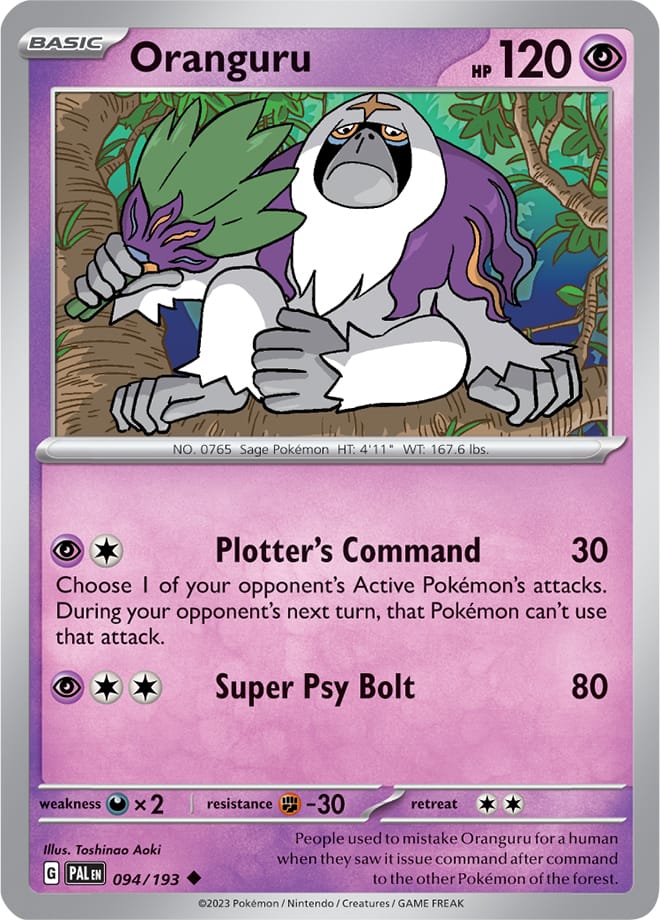 BASIC
Oranguru
HP 120
NO. 0765 Sage Pokémon HT: 4'11" WT: 167.6 lbs.
Plotter's Command 30
Choose 1 of your opponent's Active Pokémon's attacks.
During your opponent's next turn, that Pokémon can't use
that attack.
Super Psy Bolt 80
weakness ×2 resistance -30 retreat
Illus. Toshinao Aoki
People used to mistake Oranguru for a human
when they saw it issue command after command
to the other Pokémon of the forest.
G PAL EN 094/193
©2023 Pokémon / Nintendo / Creatures / GAME FREAK